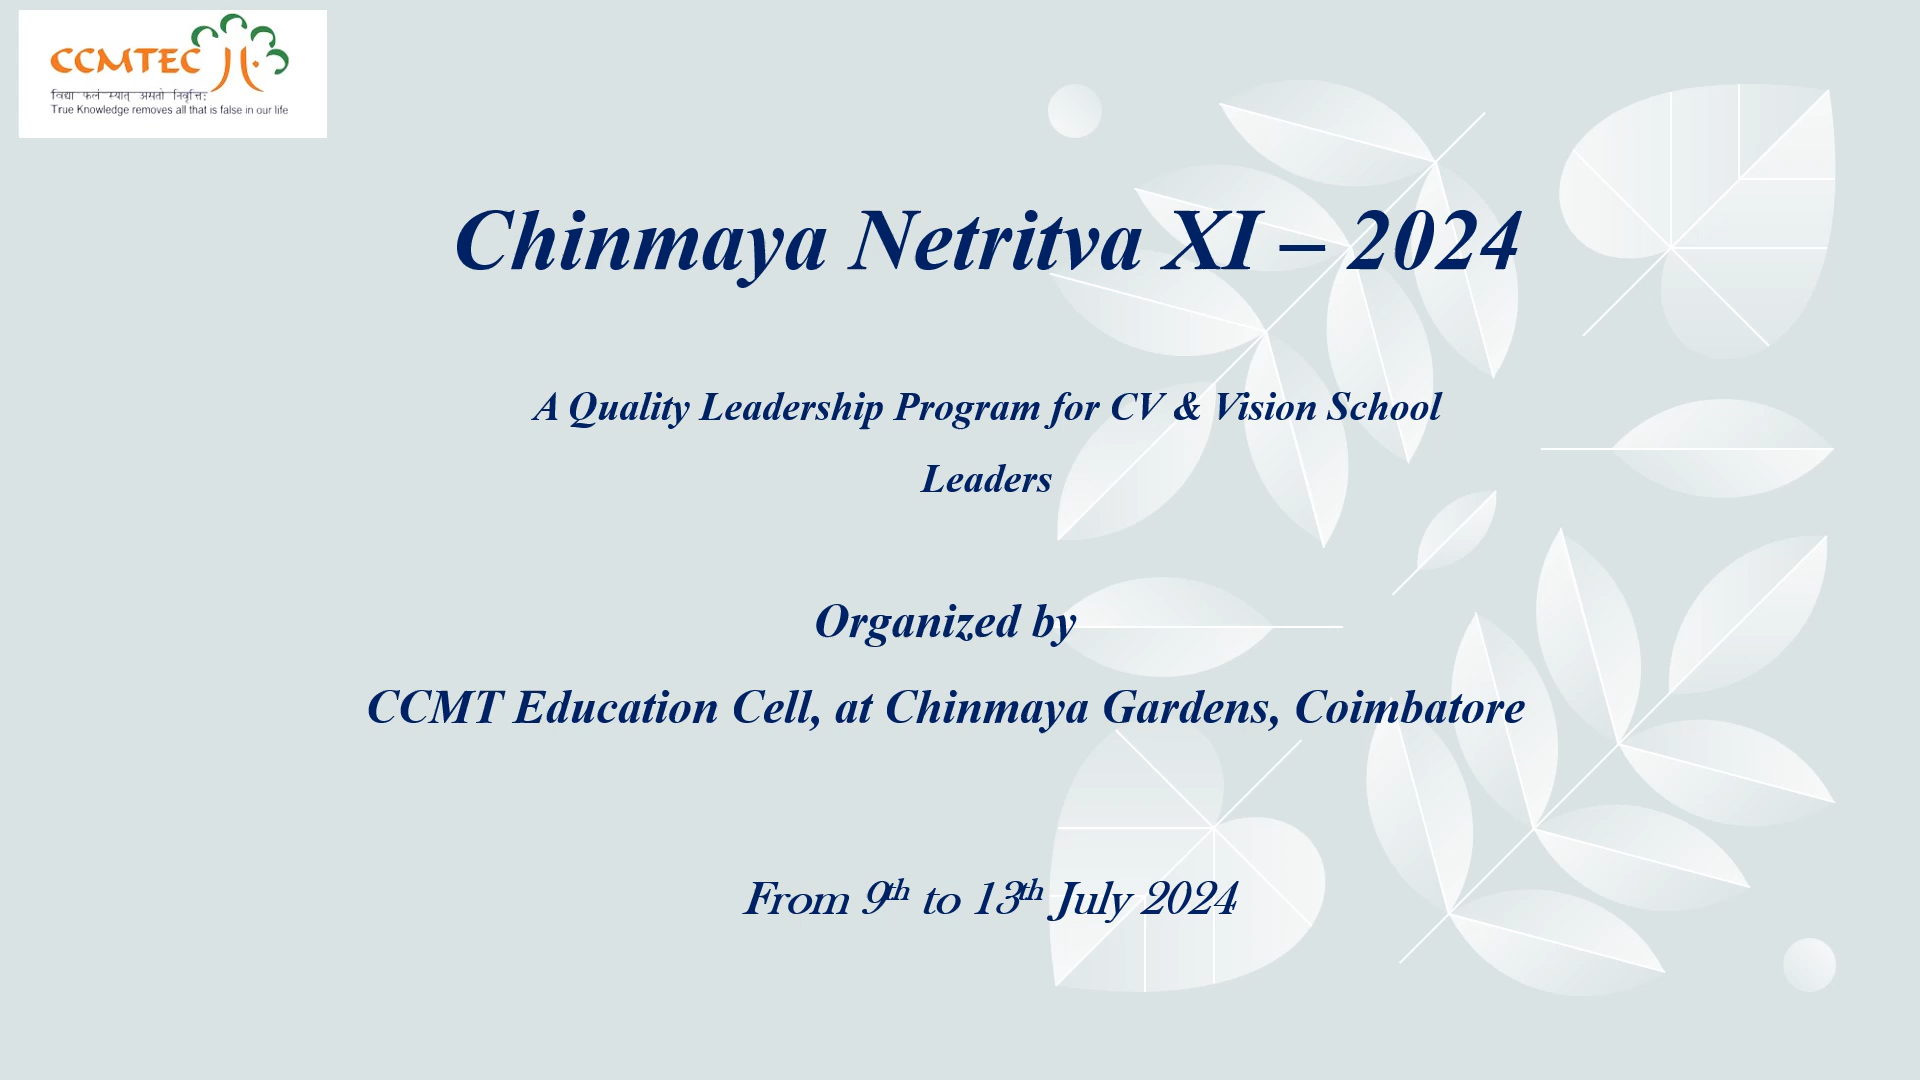 CCMTEC
विद्या फलं स्यात् असतो निवृत्तिः
True Knowledge removes all that is false in our life
Chinmaya Netritva XI – 2024
A Quality Leadership Program for CV & Vision School
Leaders
Organized by
CCMT Education Cell, at Chinmaya Gardens, Coimbatore
From 9th to 13th July 2024